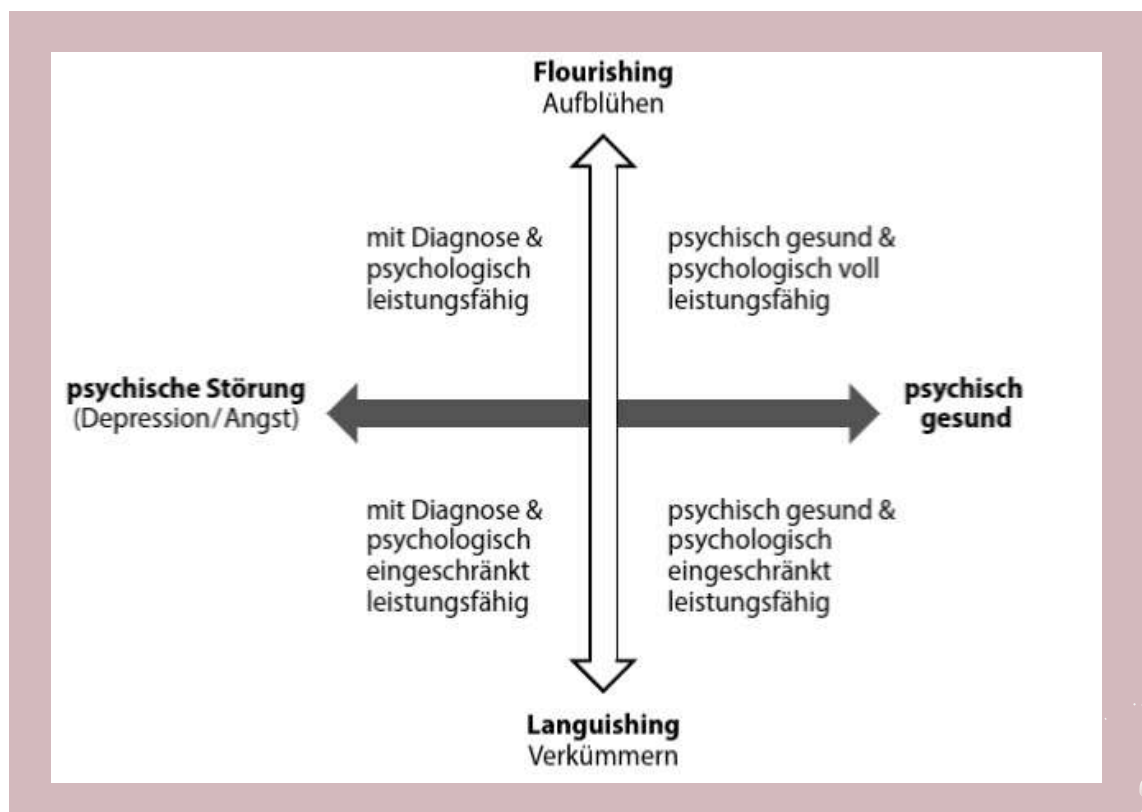 Flourishing
Aufblühen
mit Diagnose &
psychologisch
leistungsfähig
psychisch gesund &
psychologisch voll
leistungsfähig
psychische Störung
(Depression/Angst)
psychisch
gesund
mit Diagnose &
psychologisch
eingeschränkt
leistungsfähig
psychisch gesund &
psychologisch
eingeschränkt
leistungsfähig
Languishing
Verkümmern